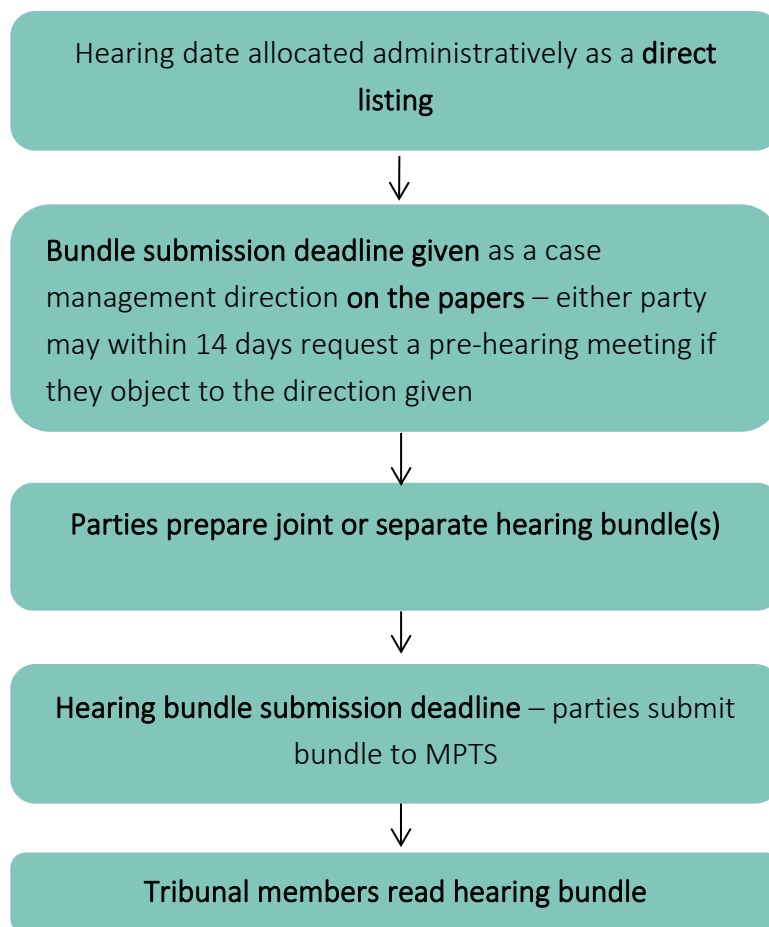 Hearing date allocated administratively as a direct
listing
Bundle submission deadline given as a case
management direction on the papers – either party
may within 14 days request a pre-hearing meeting if
they object to the direction given
Parties prepare joint or separate hearing bundle(s)
Hearing bundle submission deadline – parties submit
bundle to MPTS
Tribunal members read hearing bundle